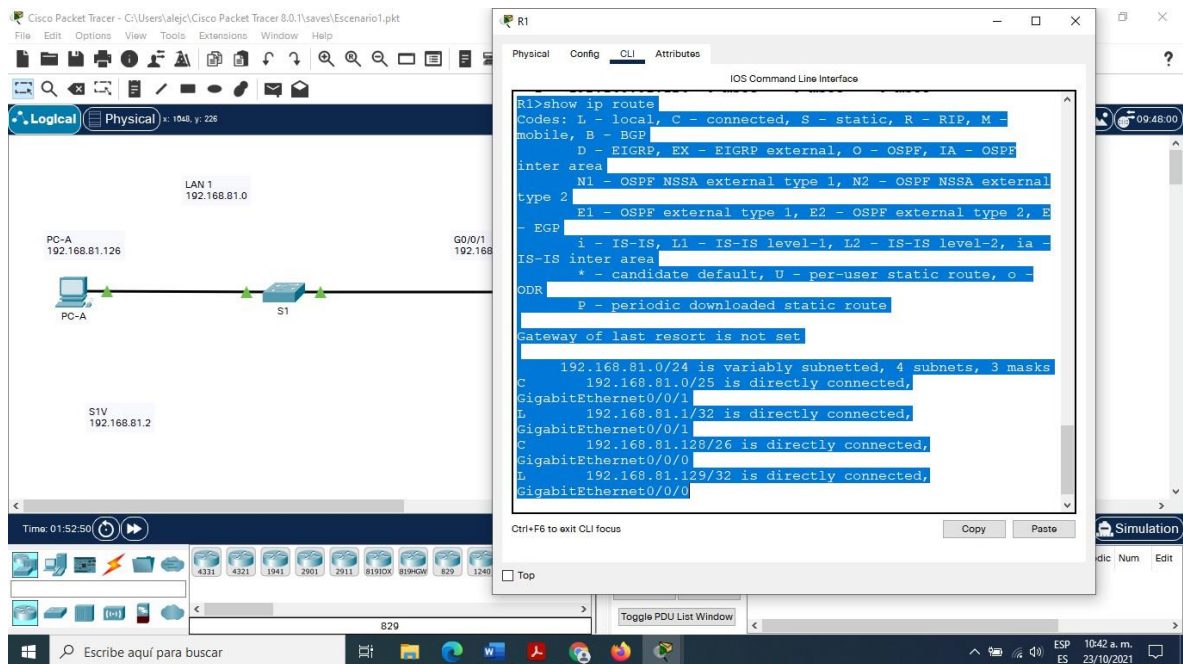 Cisco Packet Tracer - C:\Users\alejc\Cisco Packet Tracer 8.0.1\saves\Escenario1.pkt
File Edit Options View Tools Extensions Window Help
?
Logical Physical x: 1048, y: 226
09:48:00
LAN 1
192.168.81.0
PC-A
192.168.81.126
G0/0/1
192.168
PC-A
S1
S1V
192.168.81.2
Time: 01:52:50
Simulation
4331 4321 1941 2901 2911 819IOX 819HGW 829 1240
829
Toggle PDU List Window
Num Edit
R1
Physical Config CLI Attributes
IOS Command Line Interface
R1>show ip route
Codes: L - local, C - connected, S - static, R - RIP, M -
mobile, B - BGP
D - EIGRP, EX - EIGRP external, O - OSPF, IA - OSPF
inter area
N1 - OSPF NSSA external type 1, N2 - OSPF NSSA external
type 2
E1 - OSPF external type 1, E2 - OSPF external type 2, E
- EGP
i - IS-IS, L1 - IS-IS level-1, L2 - IS-IS level-2, ia -
IS-IS inter area
* - candidate default, U - per-user static route, o -
ODR
P - periodic downloaded static route
Gateway of last resort is not set
192.168.81.0/24 is variably subnetted, 4 subnets, 3 masks
C 192.168.81.0/25 is directly connected,
GigabitEthernet0/0/1
L 192.168.81.1/32 is directly connected,
GigabitEthernet0/0/1
C 192.168.81.128/26 is directly connected,
GigabitEthernet0/0/0
L 192.168.81.129/32 is directly connected,
GigabitEthernet0/0/0
Ctrl+F6 to exit CLI focus
Copy Paste
Top
Escribe aquí para buscar
ESP
ES
10:42 a. m.
23/10/2021